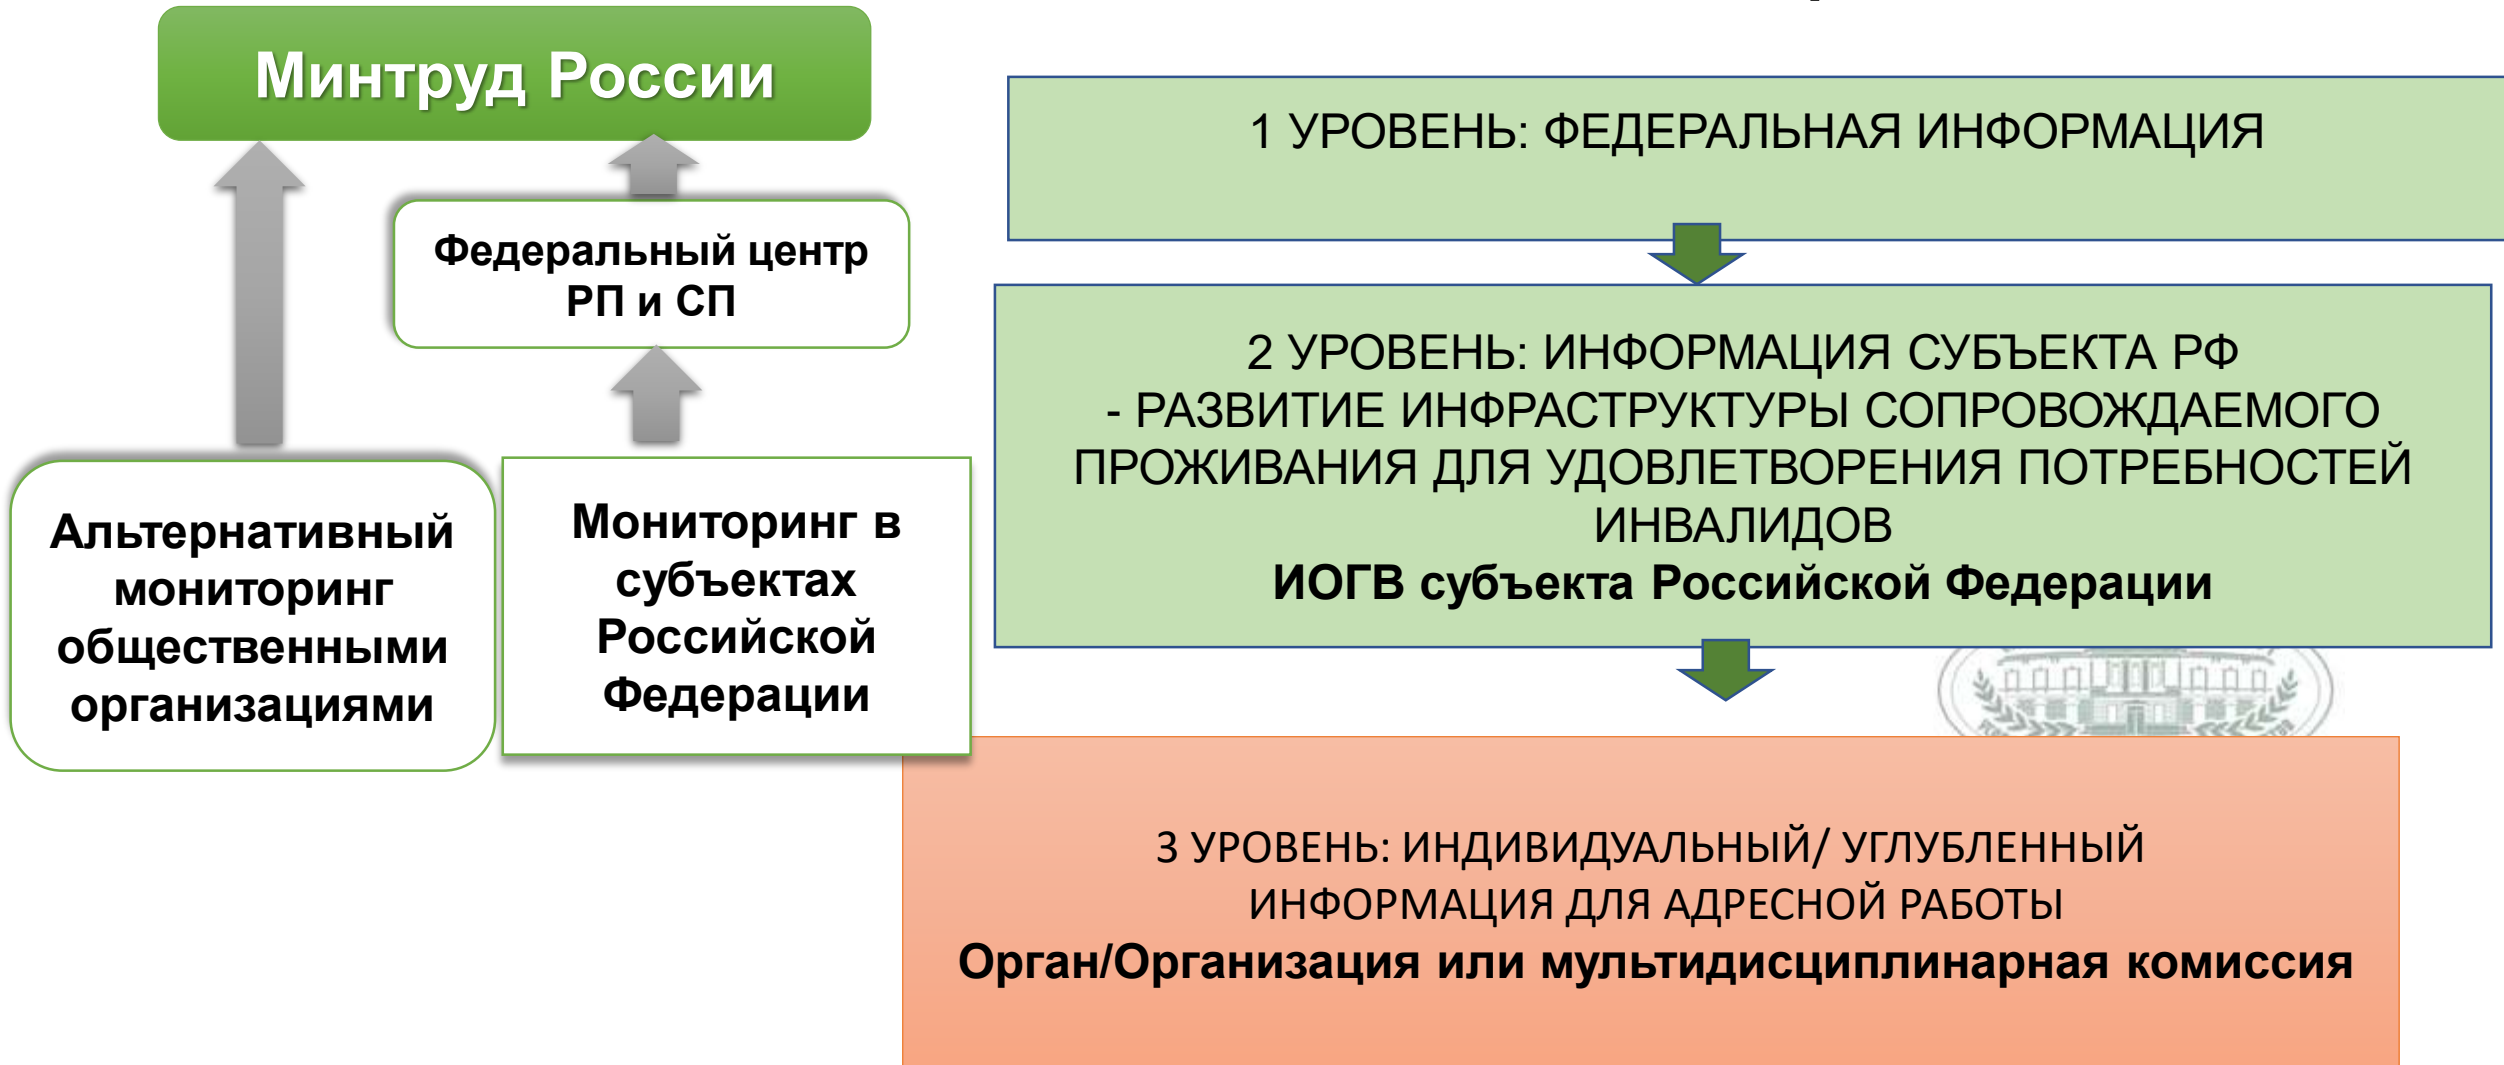 Минтруд России
Федеральный центр
РП и СП
Альтернативный
мониторинг
общественными
организациями
Мониторинг в
субъектах
Российской
Федерации
1 УРОВЕНЬ: ФЕДЕРАЛЬНАЯ ИНФОРМАЦИЯ
2 УРОВЕНЬ: ИНФОРМАЦИЯ СУБЪЕКТА РФ
- РАЗВИТИЕ ИНФРАСТРУКТУРЫ СОПРОВОЖДАЕМОГО
ПРОЖИВАНИЯ ДЛЯ УДОВЛЕТВОРЕНИЯ ПОТРЕБНОСТЕЙ
ИНВАЛИДОВ
ИОГВ субъекта Российской Федерации
3 УРОВЕНЬ: ИНДИВИДУАЛЬНЫЙ/ УГЛУБЛЕННЫЙ
ИНФОРМАЦИЯ ДЛЯ АДРЕСНОЙ РАБОТЫ
Орган/Организация или мультидисциплинарная комиссия